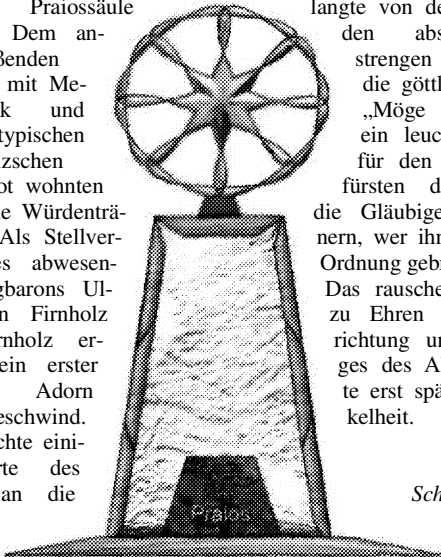 Praiossäule
Dem an-
ßenden
mit Me-
k und
typischen
zschen
ot wohnten
e Würdenträ-
Als Stellver-
es abwesen-
gbarons Ul-
n Firnholz
rnholz er-
ein erster
Adorn
eschwind.
chte eini-
rte des
an die
Praios
langte von de
den abs
strengen
die göttl
„Möge
ein leuc
für den
fürsten d
die Gläubige
nern, wer ihn
Ordnung gebr
Das rausche
zu Ehren
richtung un
ges des A
te erst spä
kelheit.
Sch